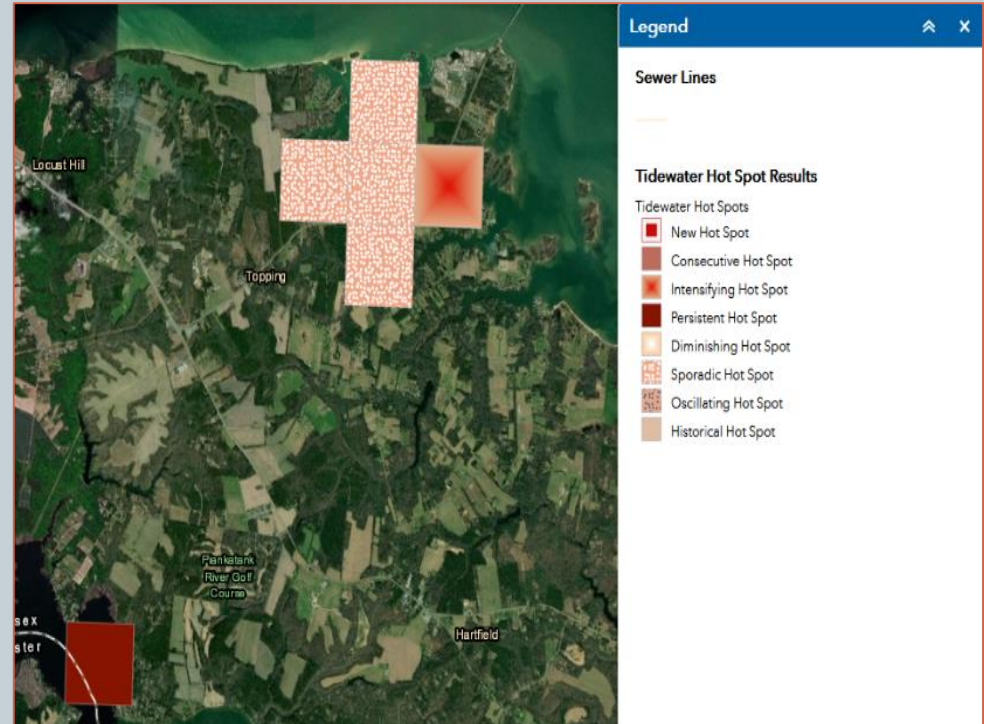 Locust Hill
Topping
Piankatank
River Golf
Course
Hartfield
sex
ster
Legend
Sewer Lines
Tidewater Hot Spot Results
Tidewater Hot Spots
New Hot Spot
Consecutive Hot Spot
Intensifying Hot Spot
Persistent Hot Spot
Diminishing Hot Spot
Sporadic Hot Spot
Oscillating Hot Spot
Historical Hot Spot